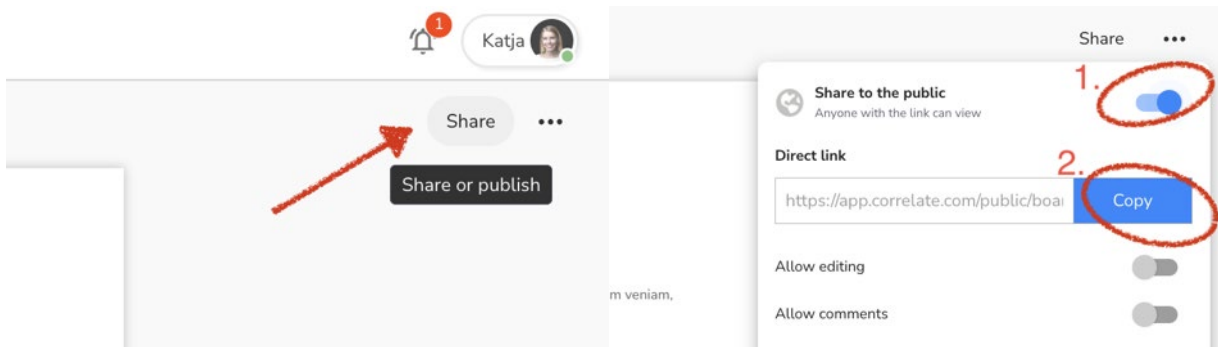 1
Katja
Share
Share or publish
Share
1.
Share to the public
Anyone with the link can view
Direct link
2.
https://app.correlate.com/public/boa
Copy
Allow editing
m veniam,
Allow comments